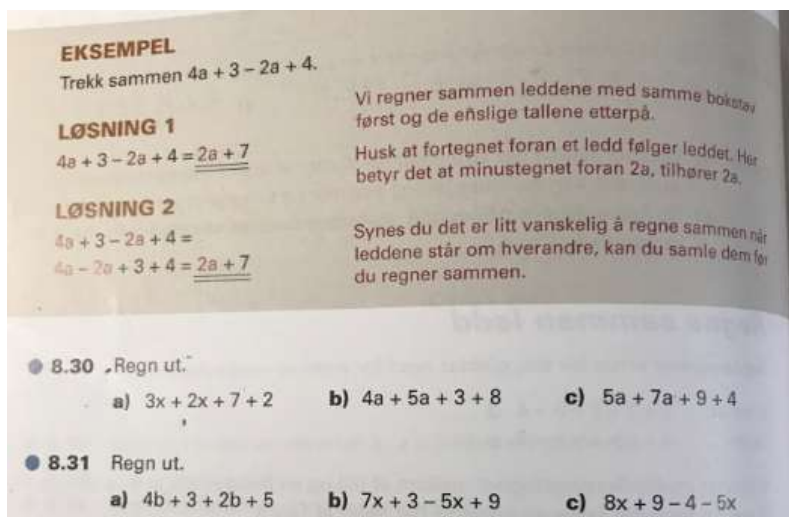 EKSEMPEL
Trekk sammen 4a + 3 – 2a + 4.
LØSNING 1
4a + 3 – 2a + 4 = 2a + 7
Vi regner sammen leddene med samme bokstav
først og de enslige tallene etterpå.
Husk at fortegnet foran et ledd følger leddet. Her
betyr det at minustegnet foran 2a, tilhører 2a.
LØSNING 2
4a + 3 – 2a + 4 =
4a – 2a + 3 + 4 = 2a + 7
Synes du det er litt vanskelig å regne sammen når
leddene står om hverandre, kan du samle dem før
du regner sammen.
8.30 Regn ut.
a) 3x + 2x + 7 + 2 b) 4a + 5a + 3 + 8 c) 5a + 7a + 9 + 4
8.31 Regn ut.
a) 4b + 3 + 2b + 5 b) 7x + 3 – 5x + 9 c) 8x + 9 – 4 – 5x